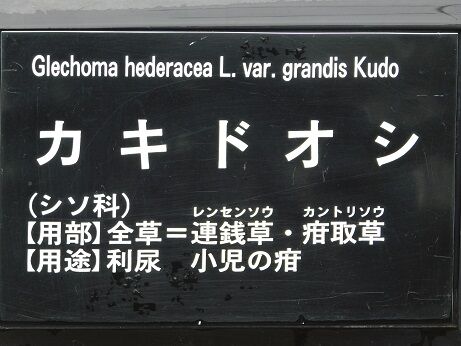 Glechoma hederacea L. var. grandis Kudo
カキドオシ
(シソ科)
レンセンソウ カントリソウ
【用部】全草=連銭草・疳取草
【用途】利尿　小児の疳